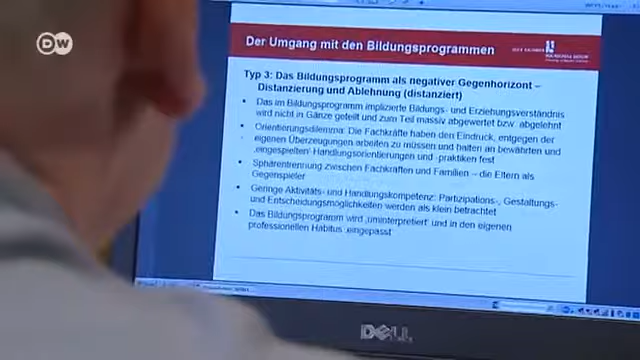 DW
Der Umgang mit den Bildungsprogrammen
Typ 3: Das Bildungsprogramm als negativer Gegenhorizont –
Distanzierung und Ablehnung (distanziert)
• Das im Bildungsprogramm implizierte Bildungs- und Erziehungsverständnis
wird nicht in Gänze geteilt und zum Teil massiv abgewertet bzw. abgelehnt
• Orientierungsdilemma: Die Fachkräfte haben den Eindruck, entgegen der
eigenen Überzeugungen arbeiten zu müssen und halten an bewährten und
‚eingespielten' Handlungsorientierungen und -praktiken fest
• Sphärentrennung zwischen Fachkräften und Familien – die Eltern als
Gegenspieler
• Geringe Aktivitäts- und Handlungskompetenz: Partizipations-, Gestaltungs-
und Entscheidungsmöglichkeiten werden als klein betrachtet
• Das Bildungsprogramm wird ‚uminterpretiert' und in den eigenen
professionellen Habitus ‚eingepasst'
DELL